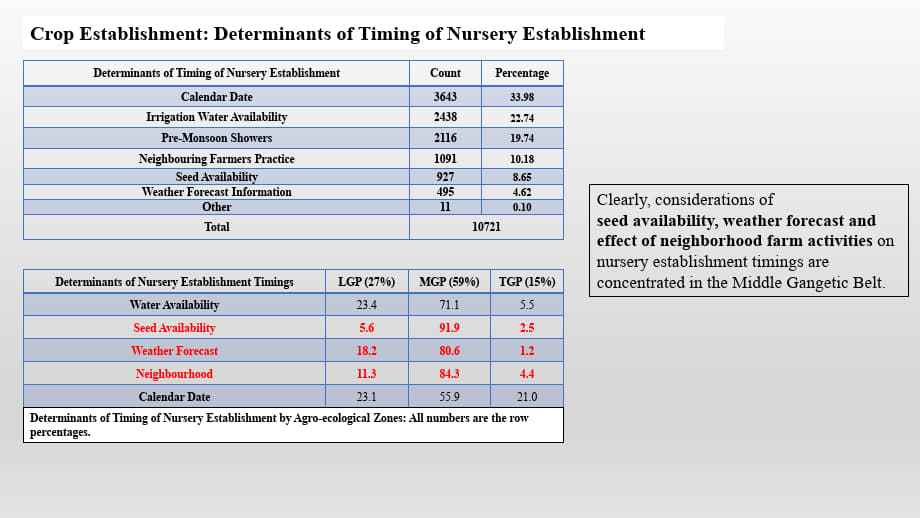 Crop Establishment: Determinants of Timing of Nursery Establishment
Determinants of Timing of Nursery Establishment Count Percentage
Calendar Date 3643 33.98
Irrigation Water Availability 2438 22.74
Pre-Monsoon Showers 2116 19.74
Neighbouring Farmers Practice 1091 10.18
Seed Availability 927 8.65
Weather Forecast Information 495 4.62
Other 11 0.10
Total 10721
Clearly, considerations of
seed availability, weather forecast and
effect of neighborhood farm activities on
nursery establishment timings are
concentrated in the Middle Gangetic Belt.
Determinants of Nursery Establishment Timings LGP (27%) MGP (59%) TGP (15%)
Water Availability 23.4 71.1 5.5
Seed Availability 5.6 91.9 2.5
Weather Forecast 18.2 80.6 1.2
Neighbourhood 11.3 84.3 4.4
Calendar Date 23.1 55.9 21.0
Determinants of Timing of Nursery Establishment by Agro-ecological Zones: All numbers are the row
percentages.